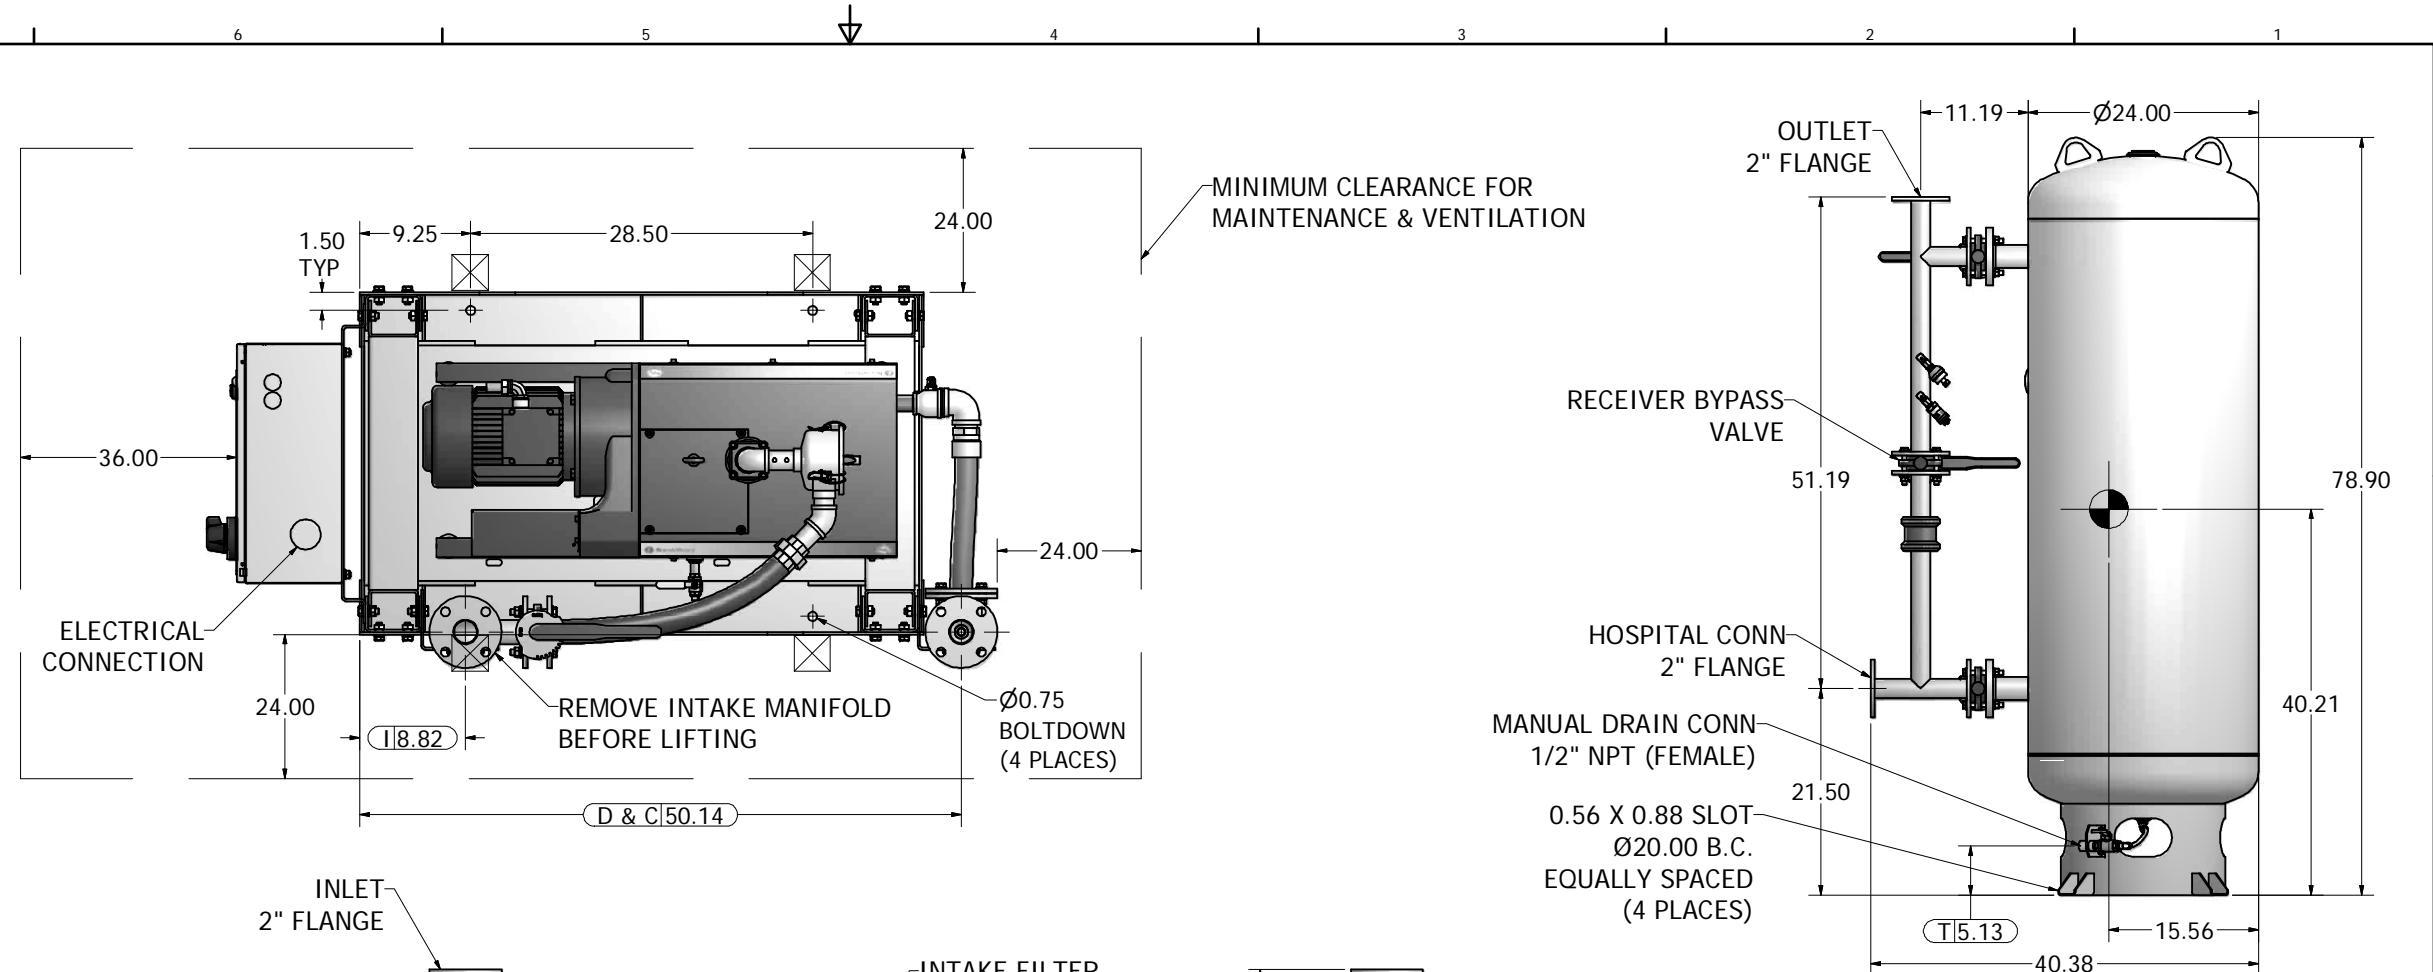 6
5
4
3
2
1
11.19
Ø24.00
OUTLET
2" FLANGE
MINIMUM CLEARANCE FOR
MAINTENANCE & VENTILATION
24.00
9.25
28.50
1.50
TYP
RECEIVER BYPASS
VALVE
36.00
51.19
78.90
24.00
ELECTRICAL
CONNECTION
HOSPITAL CONN
2" FLANGE
24.00
REMOVE INTAKE MANIFOLD
BEFORE LIFTING
Ø0.75
BOLTDOWN
(4 PLACES)
I 8.82
40.21
MANUAL DRAIN CONN
1/2" NPT (FEMALE)
21.50
D & C 50.14
0.56 X 0.88 SLOT
Ø20.00 B.C.
EQUALLY SPACED
(4 PLACES)
INLET
2" FLANGE
T 5.13
15.56
40.38
INTAKE FILTER